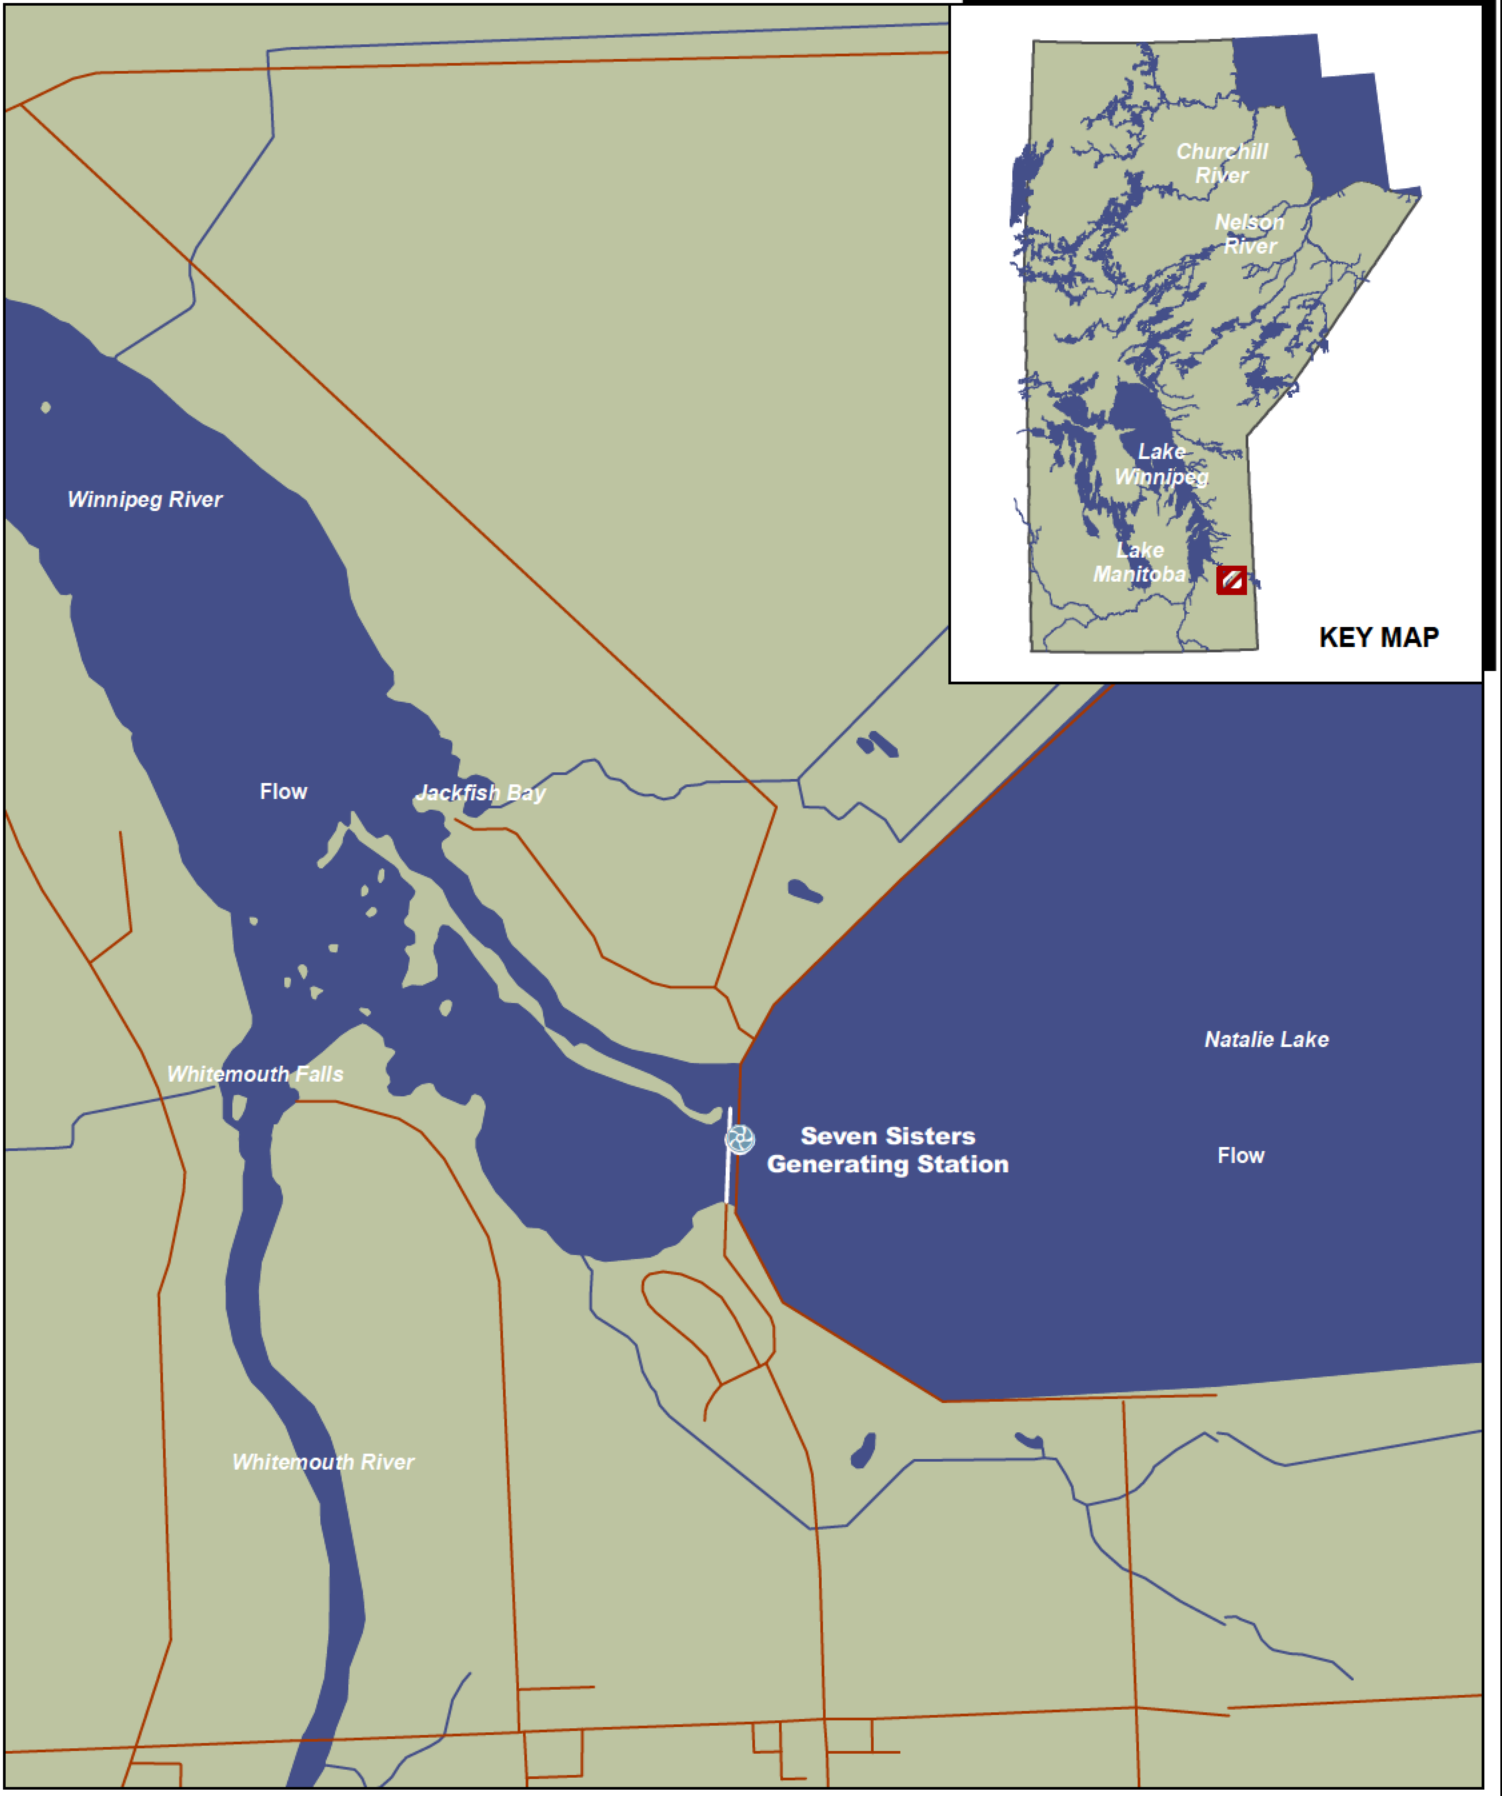 Churchill
River
Nelson
River
Lake
Winnipeg
Lake
Manitoba
KEY MAP
Winnipeg River
Flow
Jackfish Bay
Natalie Lake
Whitemouth Falls
Seven Sisters
Generating Station
Flow
Whitemouth River